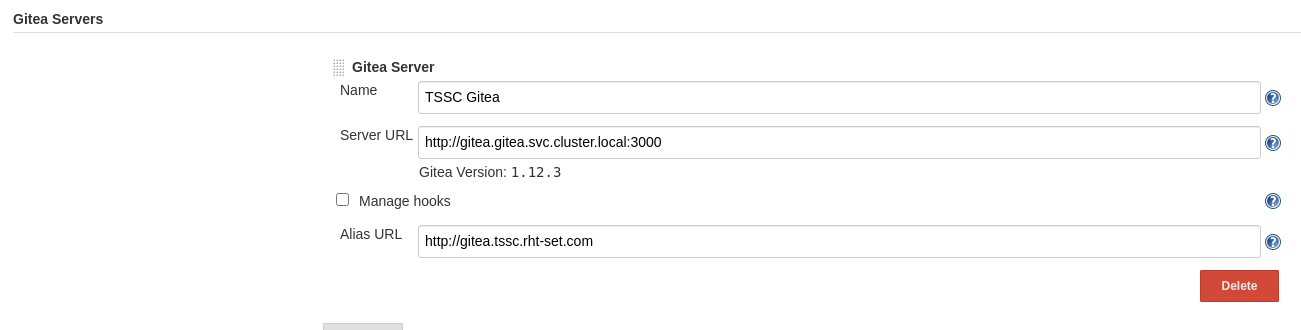 Gitea Servers
Gitea Server
Name
TSSC Gitea
Server URL
http://gitea.gitea.svc.cluster.local:3000
Gitea Version: 1.12.3
Manage hooks
Alias URL
http://gitea.tssc.rht-set.com
Delete